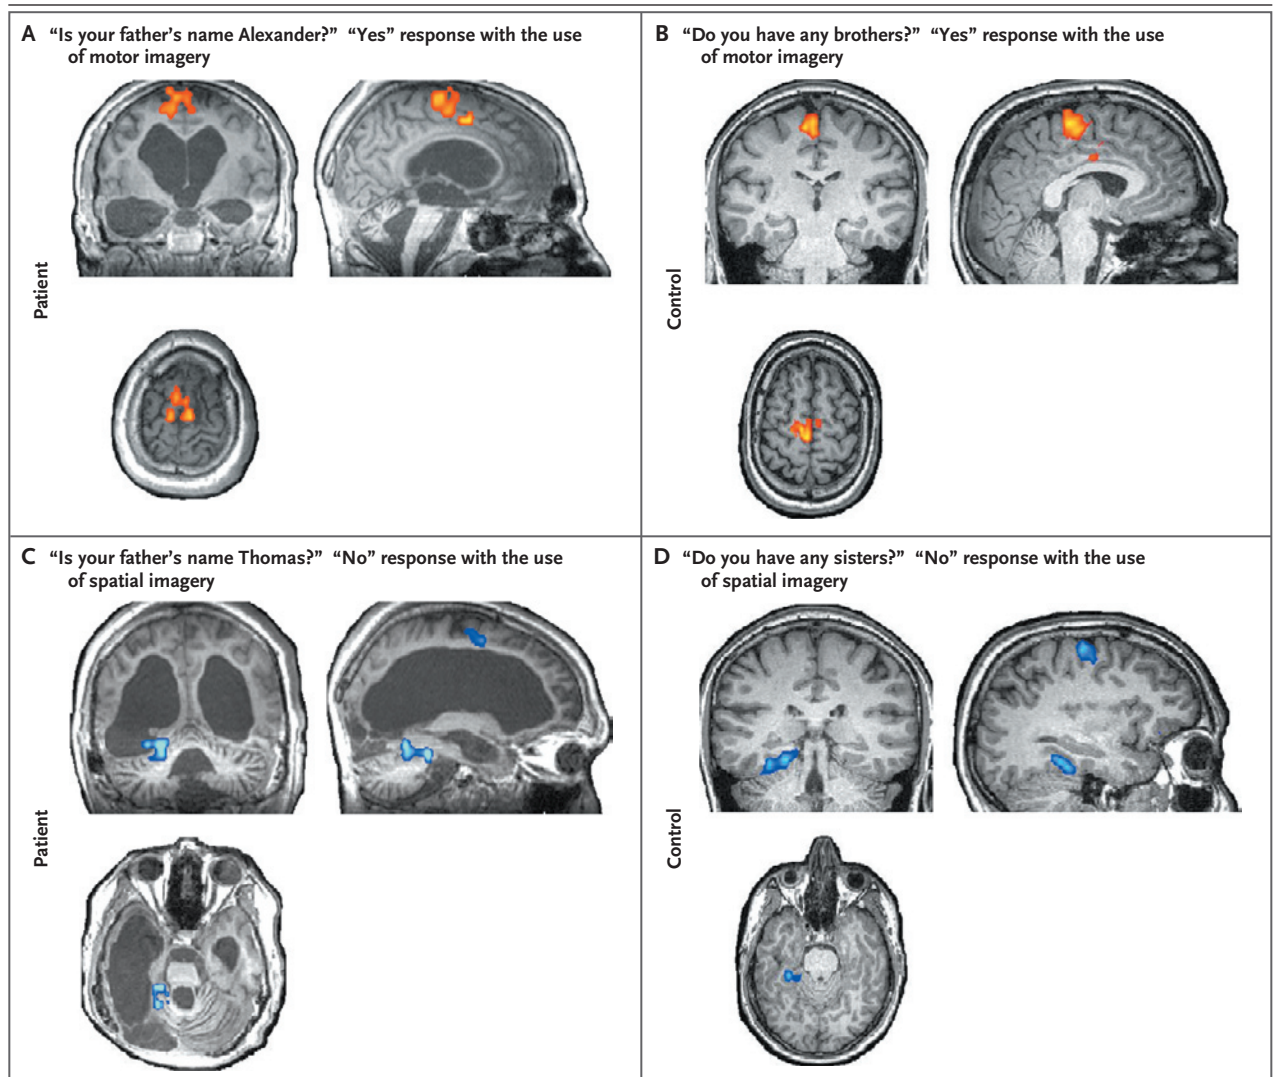 A “Is your father’s name Alexander?” “Yes” response with the use
of motor imagery
Patient
B “Do you have any brothers?” “Yes” response with the use
of motor imagery
Control
C “Is your father’s name Thomas?” “No” response with the use
of spatial imagery
Patient
D “Do you have any sisters?” “No” response with the use
of spatial imagery
Control